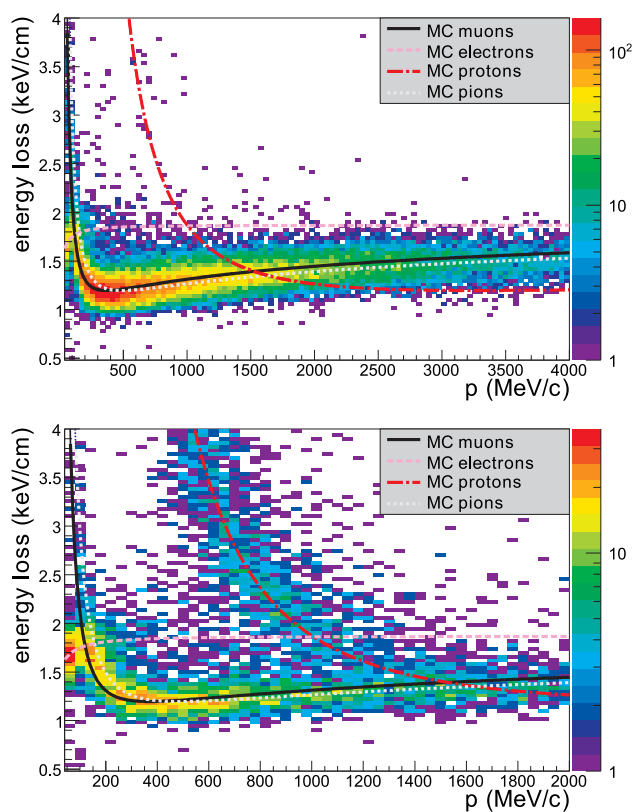 energy loss (keV/cm)
4
3.5
3
2.5
2
1.5
1
0.5
MC muons
MC electrons
MC protons
MC pions
10²
10
1
500 1000 1500 2000 2500 3000 3500 4000
p (MeV/c)
energy loss (keV/cm)
4
3.5
3
2.5
2
1.5
1
0.5
MC muons
MC electrons
MC protons
MC pions
10
1
200 400 600 800 1000 1200 1400 1600 1800 2000
p (MeV/c)